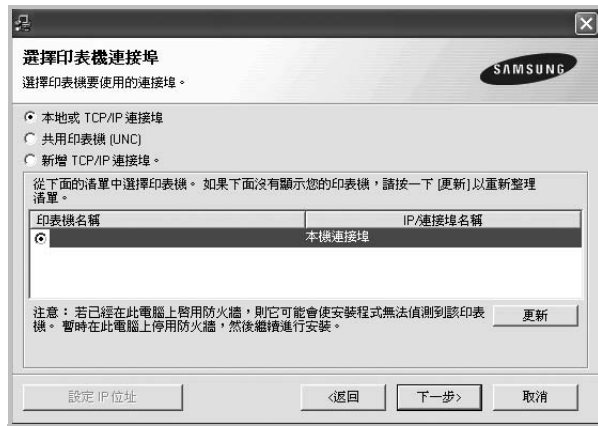 選擇印表機連接埠
選擇印表機要使用的連接埠。
SAMSUNG
本地或 TCP/IP 連接埠
共用印表機 (UNC)
新增 TCP/IP 連接埠。
從下面的清單中選擇印表機。 如果下面沒有顯示您的印表機，請按一下 [更新] 以重新整理
清單。
印表機名稱 IP/連接埠名稱
本機連接埠
注意： 若已經在此電腦上啓用防火牆，則它可能會使安裝程式無法偵測到該印表
機。 暫時在此電腦上停用防火牆，然後繼續進行安裝。
更新
設定 IP 位址 <返回 下一步> 取消